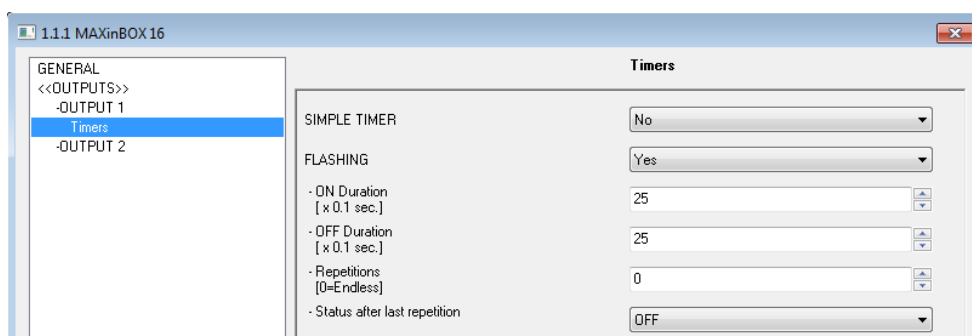 1.1.1 MAXinBOX 16
GENERAL
<<OUTPUTS>>
-OUTPUT 1
Timers
-OUTPUT 2
Timers
SIMPLE TIMER
No
FLASHING
Yes
- ON Duration
[ x 0.1 sec.]
25
- OFF Duration
[ x 0.1 sec.]
25
- Repetitions
[0=Endless]
0
- Status after last repetition
OFF